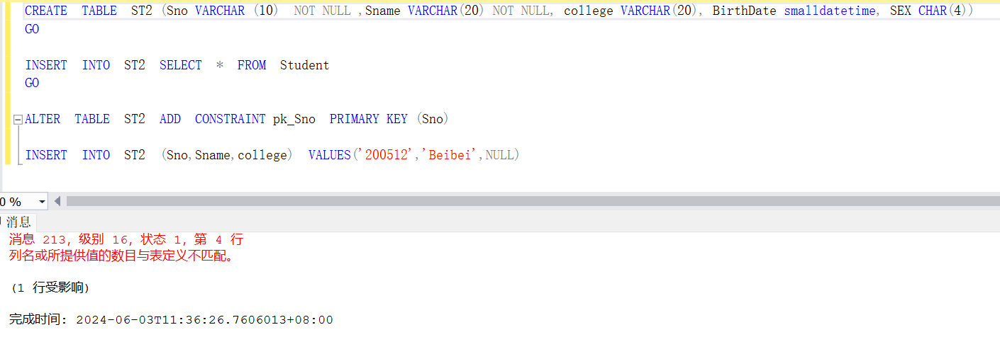 CREATE TABLE ST2 (Sno VARCHAR (10) NOT NULL ,Sname VARCHAR(20) NOT NULL, college VARCHAR(20), BirthDate smalldatetime, SEX CHAR(4))
GO
INSERT INTO ST2 SELECT * FROM Student
GO
ALTER TABLE ST2 ADD CONSTRAINT pk_Sno PRIMARY KEY (Sno)
INSERT INTO ST2 (Sno,Sname,college) VALUES('200512','Beibei',NULL)
0 %
消息
消息 213，级别 16，状态 1，第 4 行
列名或所提供值的数目与表定义不匹配。
(1 行受影响)
完成时间: 2024-06-03T11:36:26.7606013+08:00